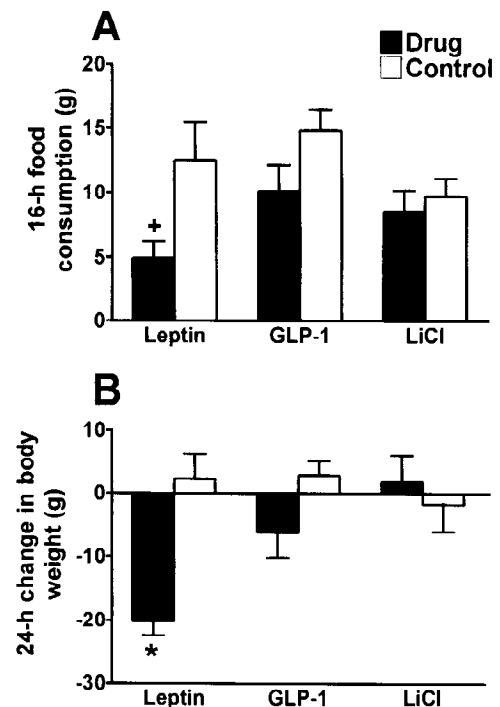 A
Drug
Control
16-h food
consumption (g)
20
15
10
5
0
+
Leptin GLP-1 LiCl
B
24-h change in body
weight (g)
10
0
-10
-20
-30
*
Leptin GLP-1 LiCl